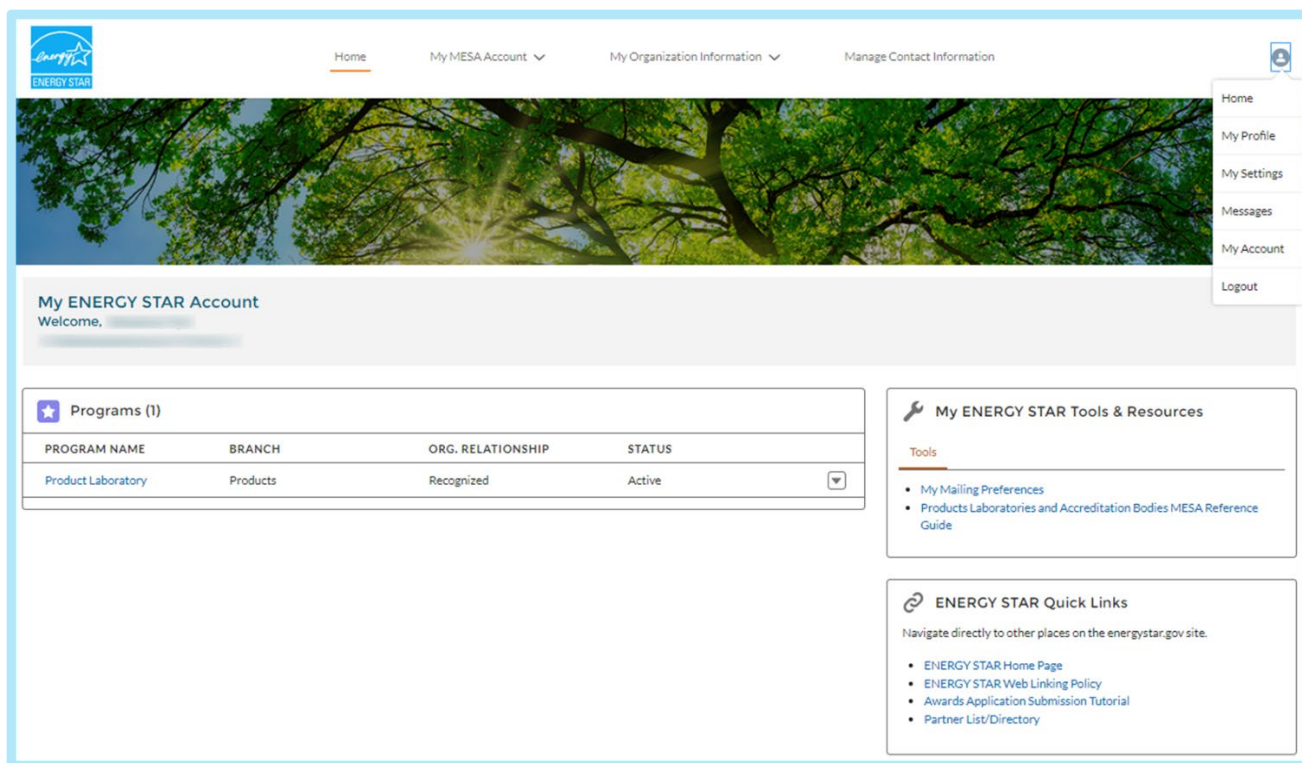 energy
ENERGY STAR
Home
My MESA Account
My Organization Information
Manage Contact Information
Home
My Profile
My Settings
Messages
My Account
Logout
My ENERGY STAR Account
Welcome,
Programs (1)
PROGRAM NAME BRANCH ORG. RELATIONSHIP STATUS
Product Laboratory Products Recognized Active
My ENERGY STAR Tools & Resources
Tools
My Mailing Preferences
Products Laboratories and Accreditation Bodies MESA Reference
Guide
ENERGY STAR Quick Links
Navigate directly to other places on the energystar.gov site.
ENERGY STAR Home Page
ENERGY STAR Web Linking Policy
Awards Application Submission Tutorial
Partner List/Directory